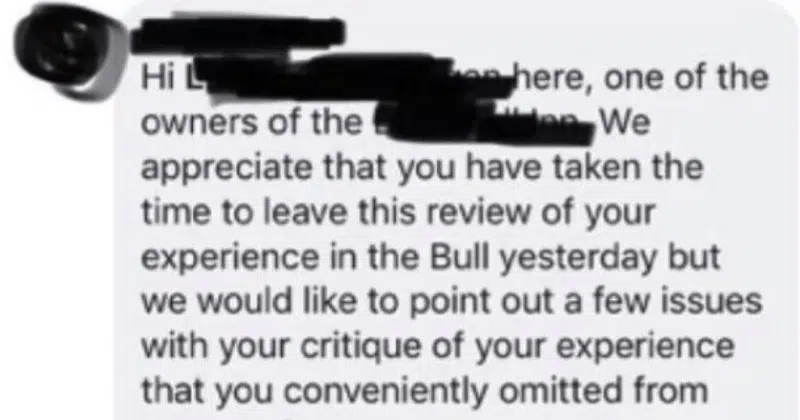 Hi L here, one of the
owners of the We
appreciate that you have taken the
time to leave this review of your
experience in the Bull yesterday but
we would like to point out a few issues
with your critique of your experience
that you conveniently omitted from